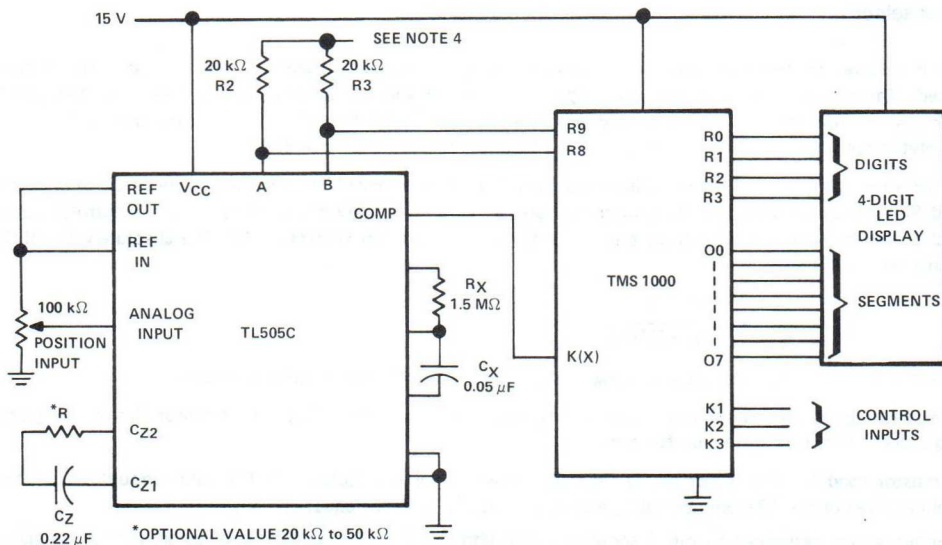 15 V
SEE NOTE 4
20 kΩ
R2
20 kΩ
R3
R9
R8
R0
R1
R2
R3
DIGITS
4-DIGIT
LED
DISPLAY
REF
OUT
VCC
A
B
COMP
REF
IN
100 kΩ
POSITION
INPUT
ANALOG
INPUT
TL505C
RX
1.5 MΩ
CX
0.05 μF
TMS 1000
O0
O7
SEGMENTS
K(X)
K1
K2
K3
CONTROL
INPUTS
*R
CZ2
CZ1
CZ
0.22 μF
*OPTIONAL VALUE 20 kΩ to 50 kΩ